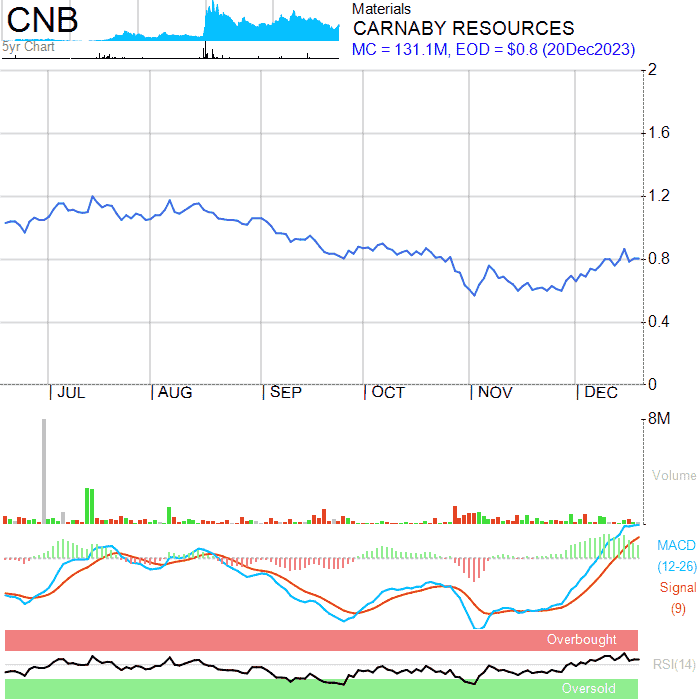 CNB
5yr Chart
Materials
CARNABY RESOURCES
MC = 131.1M, EOD = $0.8 (20Dec2023)
2
1.6
1.2
0.8
0.4
0
JUL AUG SEP OCT NOV DEC
8M
Volume
MACD
(12-26)
Signal
(9)
Overbought
RSI(14)
Oversold